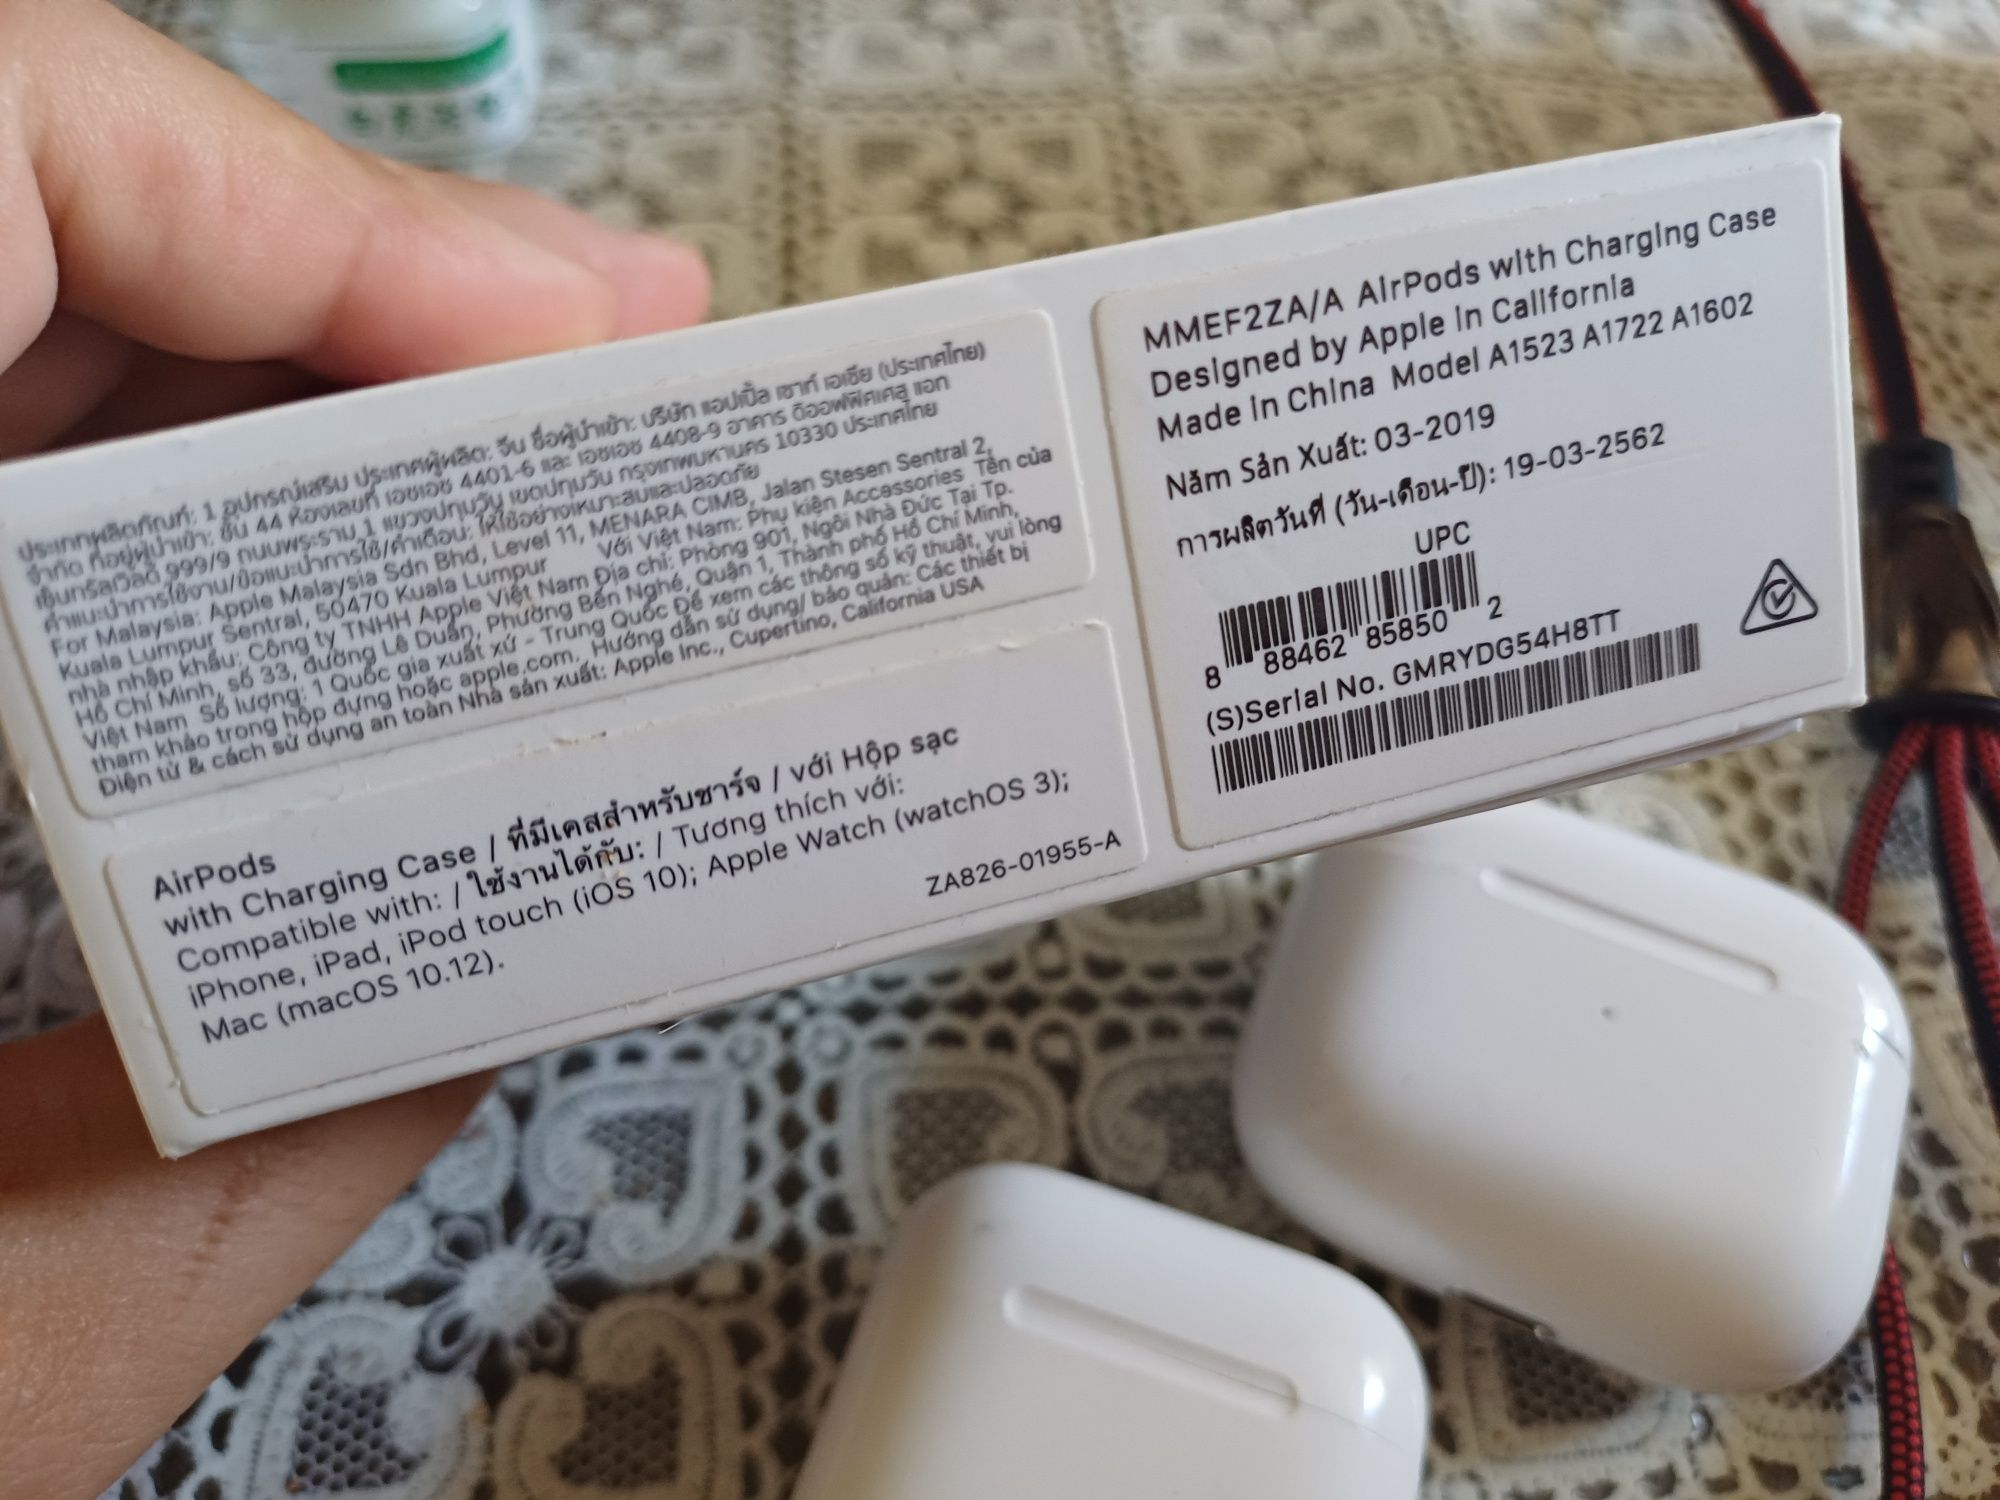 ประเภทผลิตภัณฑ์: 1 อุปกรณ์เสริม ประเทศผู้ผลิต: จีน ชื่อผู้นำเข้า: บริษัท แอปเปิ้ล เซาท์ เอเชีย (ประเทศไทย)
จำกัด ที่อยู่ผู้นำเข้า: ชั้น 44 ห้องเลขที่ เอชเอช 4401-6 และ เอชเอช 4408-9 อาคาร ดิออฟฟิศเศส แอท
เซ็นทรัลเวิลด์ 999/9 ถนนพระราม 1 แขวงปทุมวัน เขตปทุมวัน กรุงเทพมหานคร 10330 ประเทศไทย
คำแนะนำการใช้งาน/ข้อแนะนำการใช้/คำเตือน: ให้ใช้อย่างเหมาะสมและปลอดภัย
For Malaysia: Apple Malaysia Sdn Bhd, Level 11, MENARA CIMB, Jalan Stesen Sentral 2,
Kuala Lumpur Sentral, 50470 Kuala Lumpur Với Việt Nam: Phụ kiện Accessories Tên của
nhà nhập khẩu: Công ty TNHH Apple Việt Nam Địa chỉ: Phòng 901, Ngôi Nhà Đức Tại Tp.
Hồ Chí Minh, số 33, đường Lê Duẩn, Phường Bến Nghé, Quận 1, Thành phố Hồ Chí Minh,
Việt Nam Số lượng: 1 Quốc gia xuất xứ - Trung Quốc Để xem các thông số kỹ thuật, vui lòng
tham khảo trong hộp đựng hoặc apple.com. Hướng dẫn sử dụng/ bảo quản: Các thiết bị
Điện tử & cách sử dụng an toàn Nhà sản xuất: Apple Inc., Cupertino, California USA
AirPods
with Charging Case / ที่มีเคสสำหรับชาร์จ / với Hộp sạc
Compatible with: / ใช้งานได้กับ: / Tương thích với:
iPhone, iPad, iPod touch (iOS 10); Apple Watch (watchOS 3);
Mac (macOS 10.12).
ZA826-01955-A
MMEF2ZA/A AirPods with Charging Case
Designed by Apple in California
Made in China Model A1523 A1722 A1602
Năm Sản Xuất: 03-2019
การผลิตวันที่ (วัน-เดือน-ปี): 19-03-2562
UPC
8 88462 85850 2
(S)Serial No. GMRYDG54H8TT